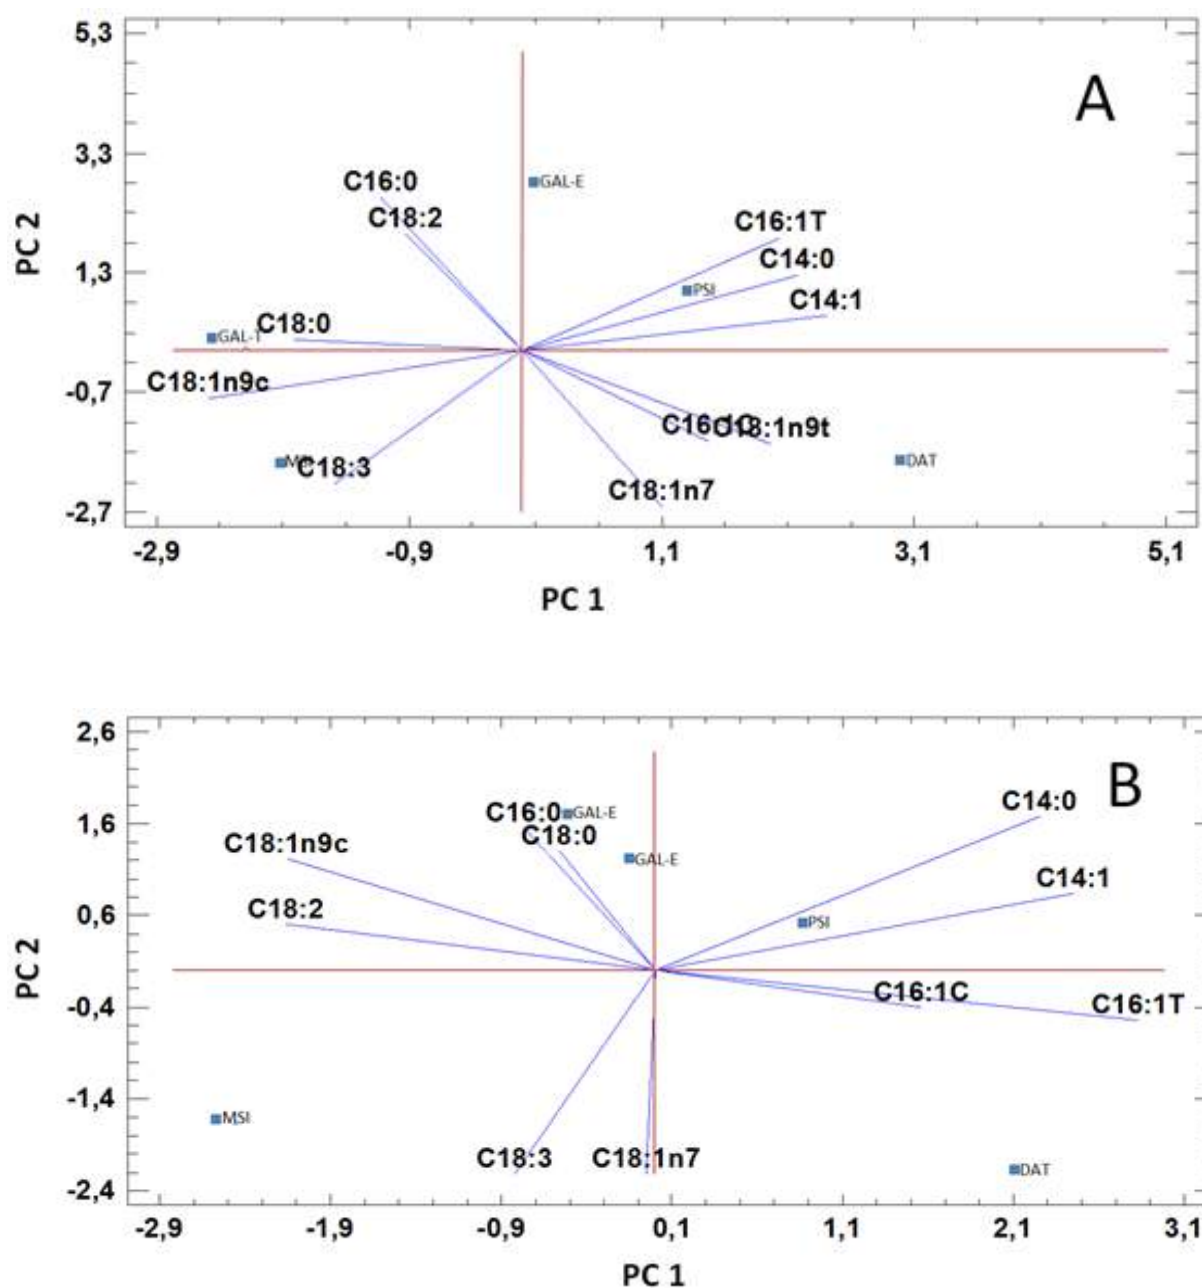 5,3
A
3,3
C16:0
GAL-E
C18:2
C16:1T
PC 2
C14:0
1,3
PSI
C14:1
C18:0
C18:1n9c
-0,7
C18:1n9t
C18:3
DAT
C18:1n7
-2,7
-2,9 -0,9 1,1 3,1 5,1
PC 1
2,6
B
C14:0
1,6
C16:0 GAL-E
C18:1n9c
C18:0
GAL-E
C14:1
C18:2
0,6
PSI
PC 2
C16:1C
-0,4
C16:1T
-1,4
MSI
C18:3 C18:1n7
DAT
-2,4
-2,9 -1,9 -0,9 0,1 1,1 2,1 3,1
PC 1